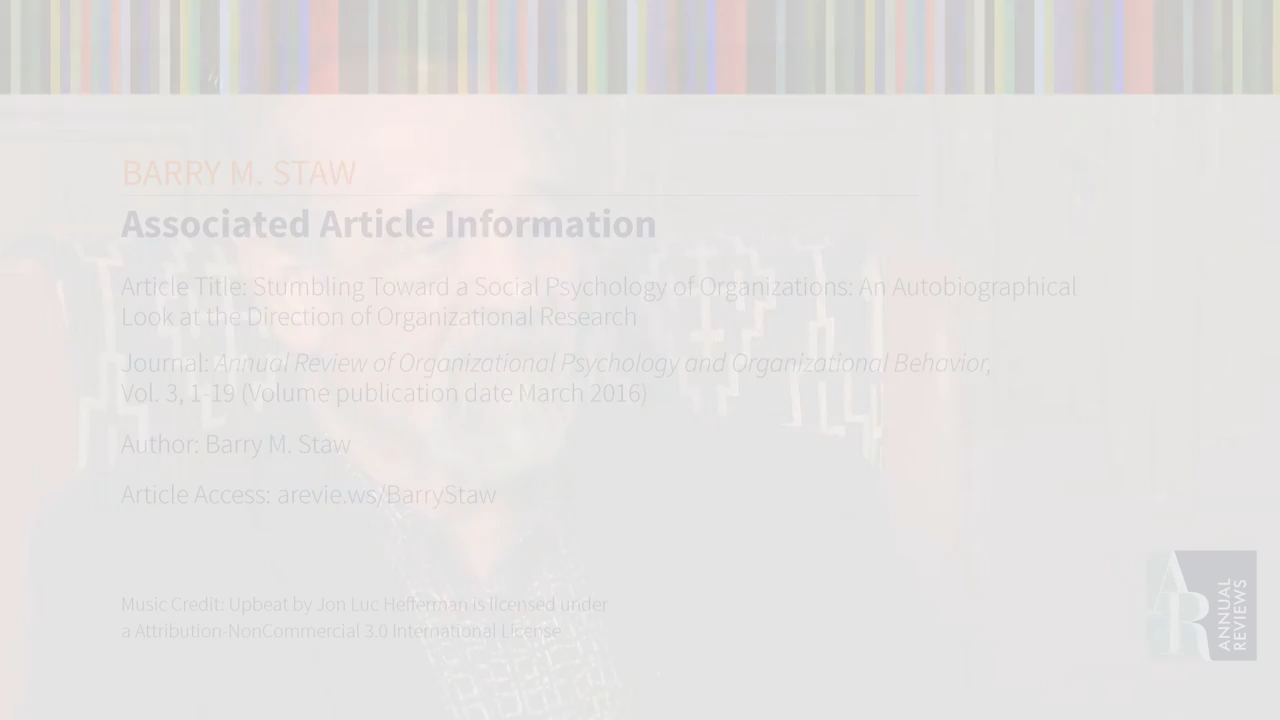 BARRY M. STAW
Associated Article Information
Article Title: Stumbling Toward a Social Psychology of Organizations: An Autobiographical
Look at the Direction of Organizational Research
Journal: Annual Review of Organizational Psychology and Organizational Behavior,
Vol. 3, 1-19 (Volume publication date March 2016)
Author: Barry M. Staw
Article Access: arevie.ws/BarryStaw
Music Credit: Upbeat by Jon Luc Hefferman is licensed under
a Attribution-NonCommercial 3.0 International License
AR ANNUAL
REVIEWS